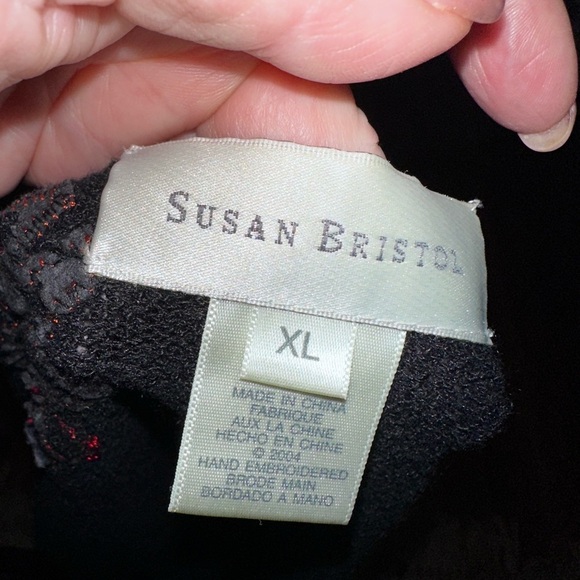 SUSAN BRISTOL
XL
MADE IN CHINA
FABRIQUE
AUX LA CHINE
HECHO EN CHINE
© 2004
HAND EMBROIDERED
BRODE MAIN
BORDADO A MANO